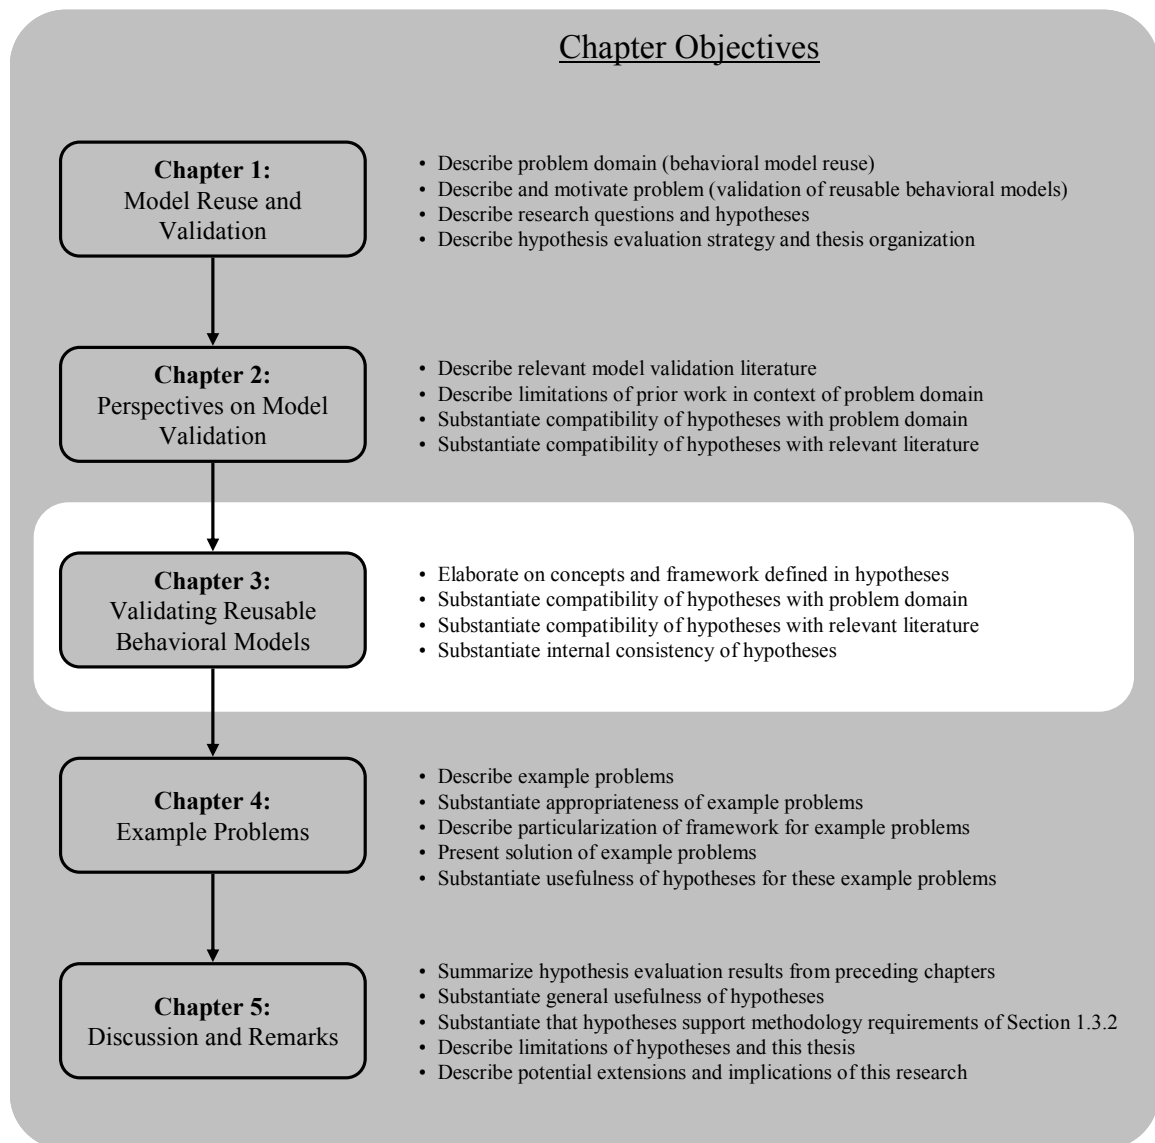 Chapter Objectives
Chapter 1:
Model Reuse and
Validation
• Describe problem domain (behavioral model reuse)
• Describe and motivate problem (validation of reusable behavioral models)
• Describe research questions and hypotheses
• Describe hypothesis evaluation strategy and thesis organization
Chapter 2:
Perspectives on Model
Validation
• Describe relevant model validation literature
• Describe limitations of prior work in context of problem domain
• Substantiate compatibility of hypotheses with problem domain
• Substantiate compatibility of hypotheses with relevant literature
Chapter 3:
Validating Reusable
Behavioral Models
• Elaborate on concepts and framework defined in hypotheses
• Substantiate compatibility of hypotheses with problem domain
• Substantiate compatibility of hypotheses with relevant literature
• Substantiate internal consistency of hypotheses
Chapter 4:
Example Problems
• Describe example problems
• Substantiate appropriateness of example problems
• Describe particularization of framework for example problems
• Present solution of example problems
• Substantiate usefulness of hypotheses for these example problems
Chapter 5:
Discussion and Remarks
• Summarize hypothesis evaluation results from preceding chapters
• Substantiate general usefulness of hypotheses
• Substantiate that hypotheses support methodology requirements of Section 1.3.2
• Describe limitations of hypotheses and this thesis
• Describe potential extensions and implications of this research